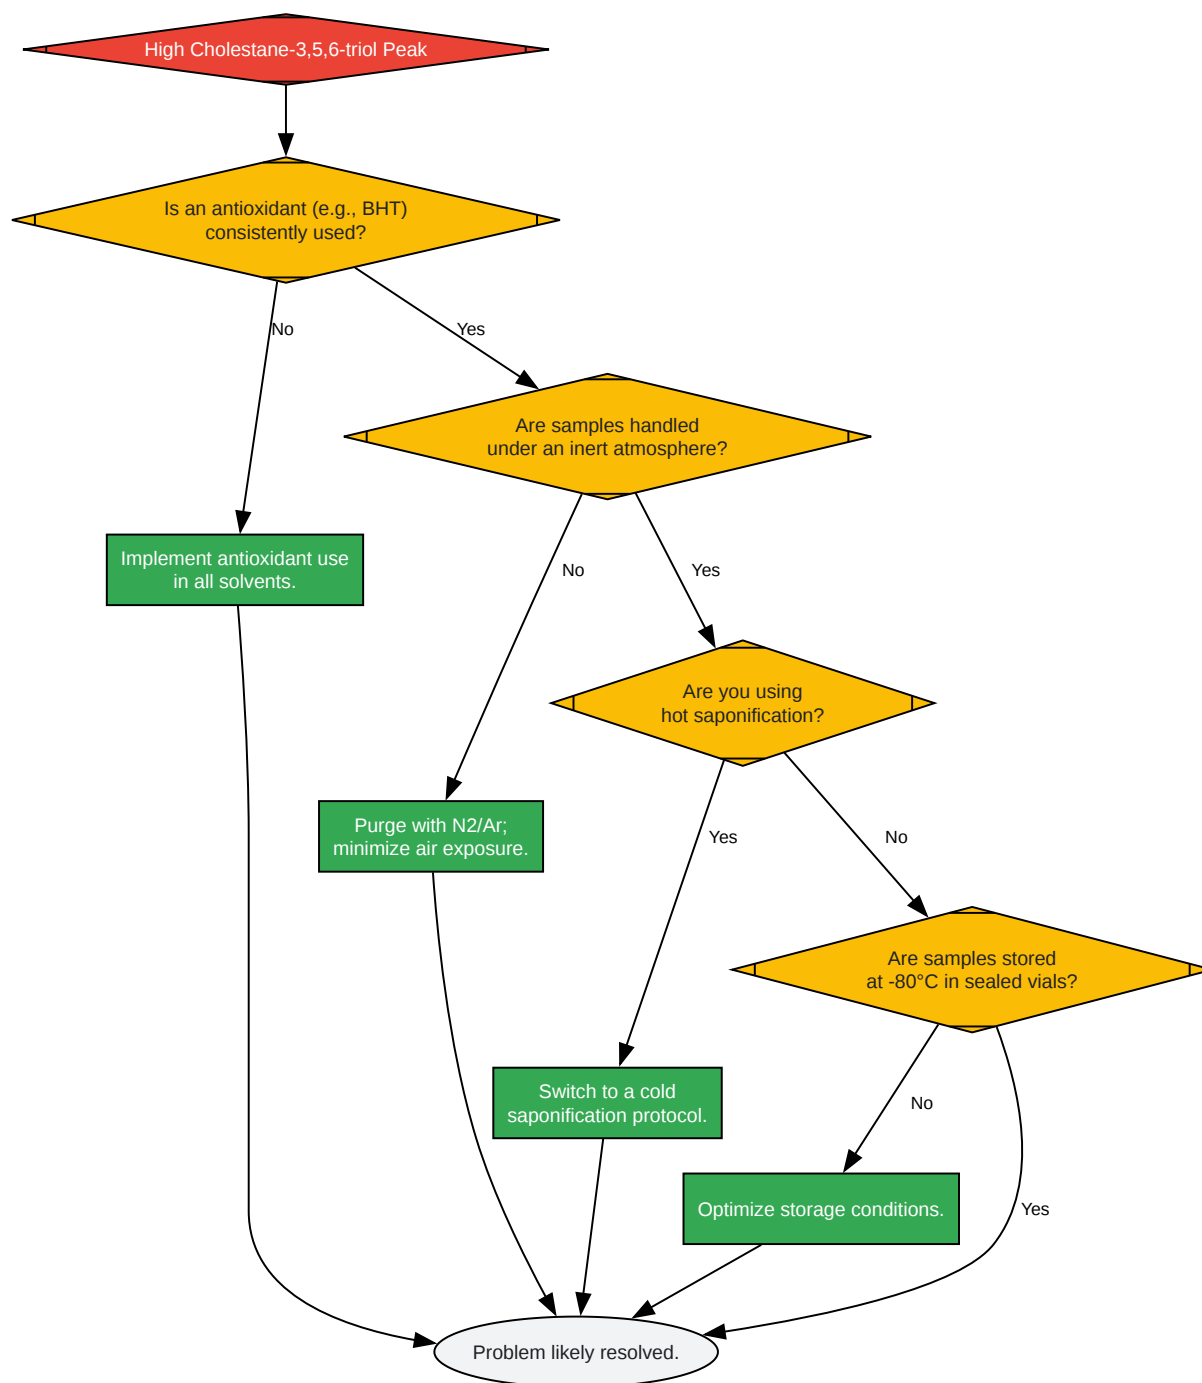 High Cholestane-3,5,6-triol Peak
Is an antioxidant (e.g., BHT)
consistently used?
No
Yes
Are samples handled
under an inert atmosphere?
Implement antioxidant use
in all solvents.
No
Yes
Are you using
hot saponification?
Purge with N2/Ar;
minimize air exposure.
Yes
No
Are samples stored
at -80°C in sealed vials?
Switch to a cold
saponification protocol.
No
Optimize storage conditions.
Yes
Problem likely resolved.